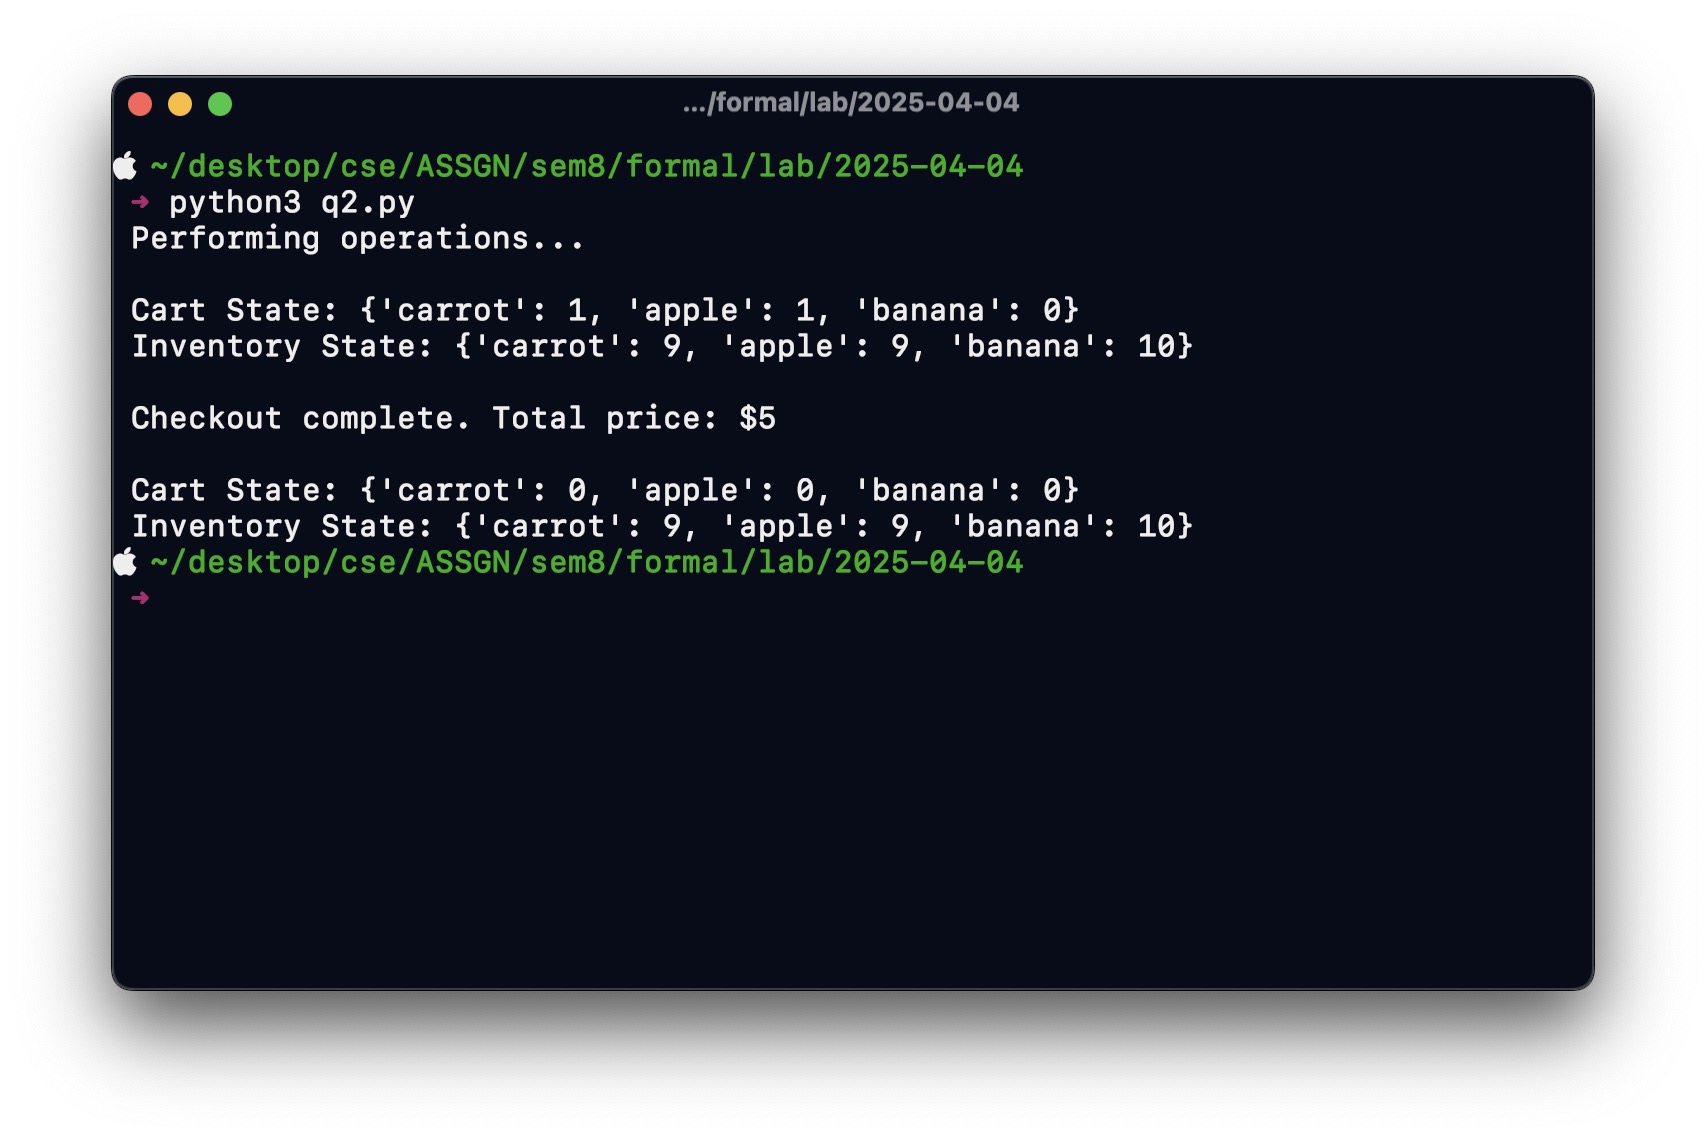 .../formal/lab/2025-04-04
~/desktop/cse/ASSGN/sem8/formal/lab/2025-04-04
➜ python3 q2.py
Performing operations...
Cart State: {'carrot': 1, 'apple': 1, 'banana': 0}
Inventory State: {'carrot': 9, 'apple': 9, 'banana': 10}
Checkout complete. Total price: $5
Cart State: {'carrot': 0, 'apple': 0, 'banana': 0}
Inventory State: {'carrot': 9, 'apple': 9, 'banana': 10}
~/desktop/cse/ASSGN/sem8/formal/lab/2025-04-04
➜